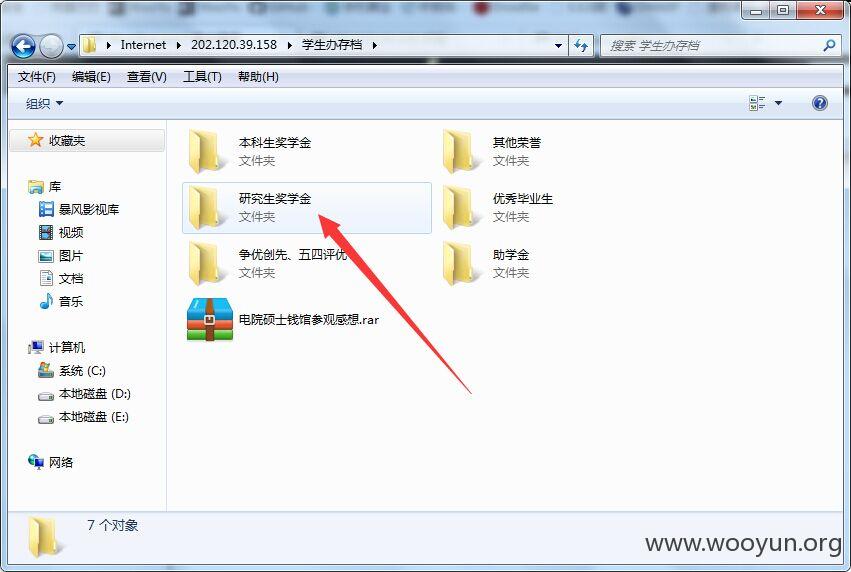 Internet 202.120.39.158 学生办存档
搜索 学生办存档
文件(F) 编辑(E) 查看(V) 工具(T) 帮助(H)
组织
收藏夹
库
暴风影视库
视频
图片
文档
音乐
计算机
系统 (C:)
本地磁盘 (D:)
本地磁盘 (E:)
网络
本科生奖学金
文件夹
其他荣誉
文件夹
研究生奖学金
文件夹
优秀毕业生
文件夹
争优创先、五四评优
文件夹
助学金
文件夹
电院硕士钱馆参观感想.rar
7 个对象
www.wooyun.org